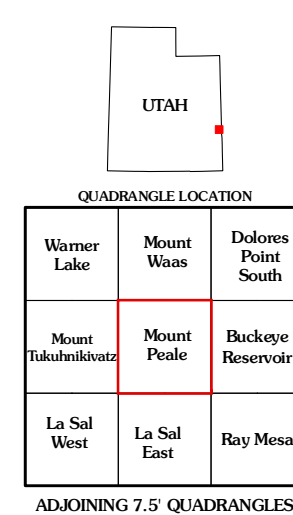 UTAH
QUADRANGLE LOCATION
Warner
Lake
Mount
Waas
Dolores
Point
South
Mount
Tukuhnikivatz
Mount
Peale
Buckeye
Reservoir
La Sal
West
La Sal
East
Ray Mesa
ADJOINING 7.5' QUADRANGLES